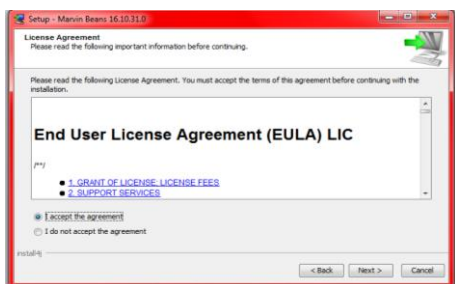 Setup - Marvin Beans 16.10.31.0
License Agreement
Please read the following important information before continuing.
Please read the following License Agreement. You must accept the terms of this agreement before continuing with the
installation.
End User License Agreement (EULA) LIC
/**/
1. GRANT OF LICENSE; LICENSE FEES
2. SUPPORT SERVICES
I accept the agreement
I do not accept the agreement
install4j
< Back
Next >
Cancel